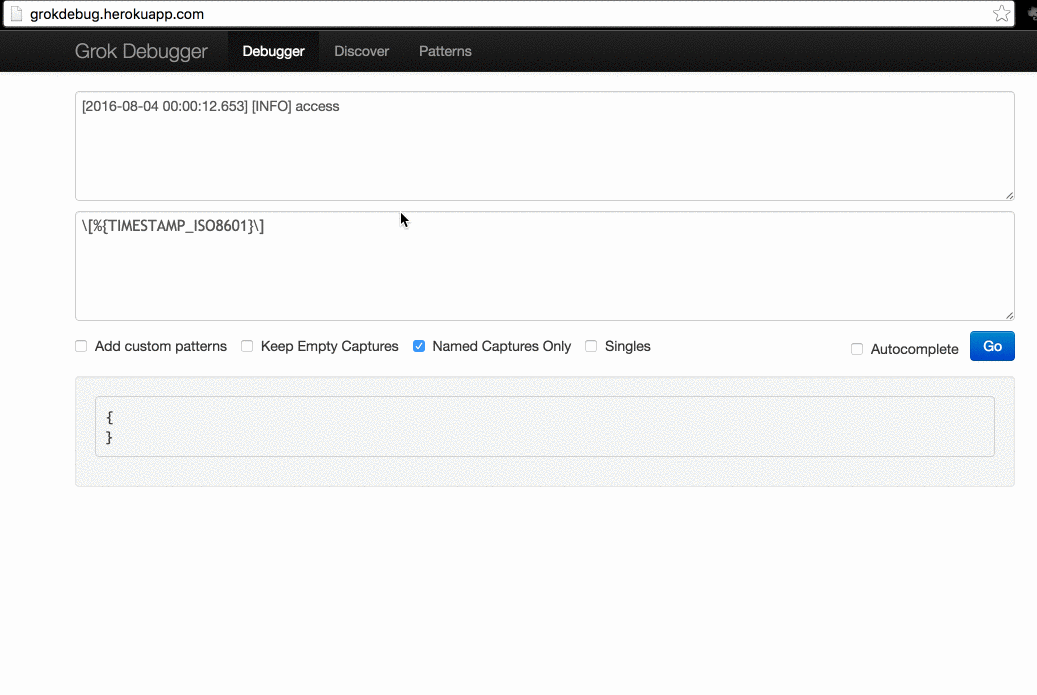 grokdebug.herokuapp.com
Grok Debugger Debugger Discover Patterns
[2016-08-04 00:00:12.653] [INFO] access
\[%{TIMESTAMP_ISO8601}\]
Add custom patterns Keep Empty Captures Named Captures Only Singles Autocomplete Go
{
}